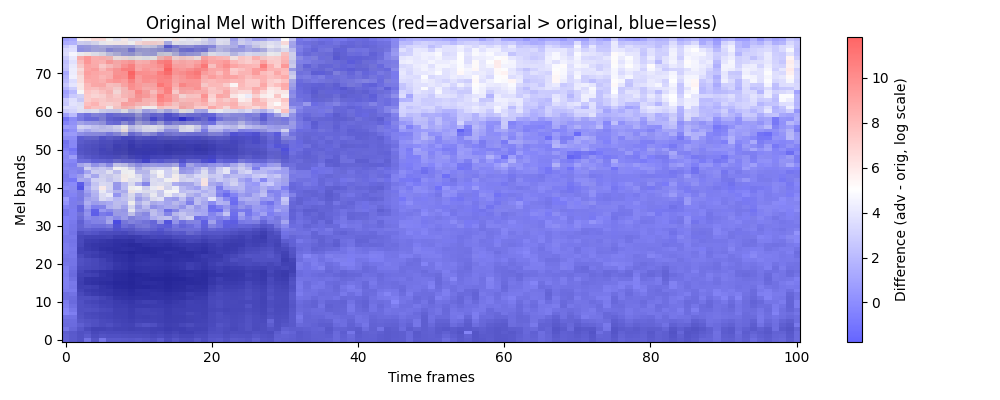 Original Mel with Differences (red=adversarial > original, blue=less)
Mel bands
70
60
50
40
30
20
10
0
0 20 40 60 80 100
Time frames
10
8
6
4
2
0
Difference (adv - orig, log scale)